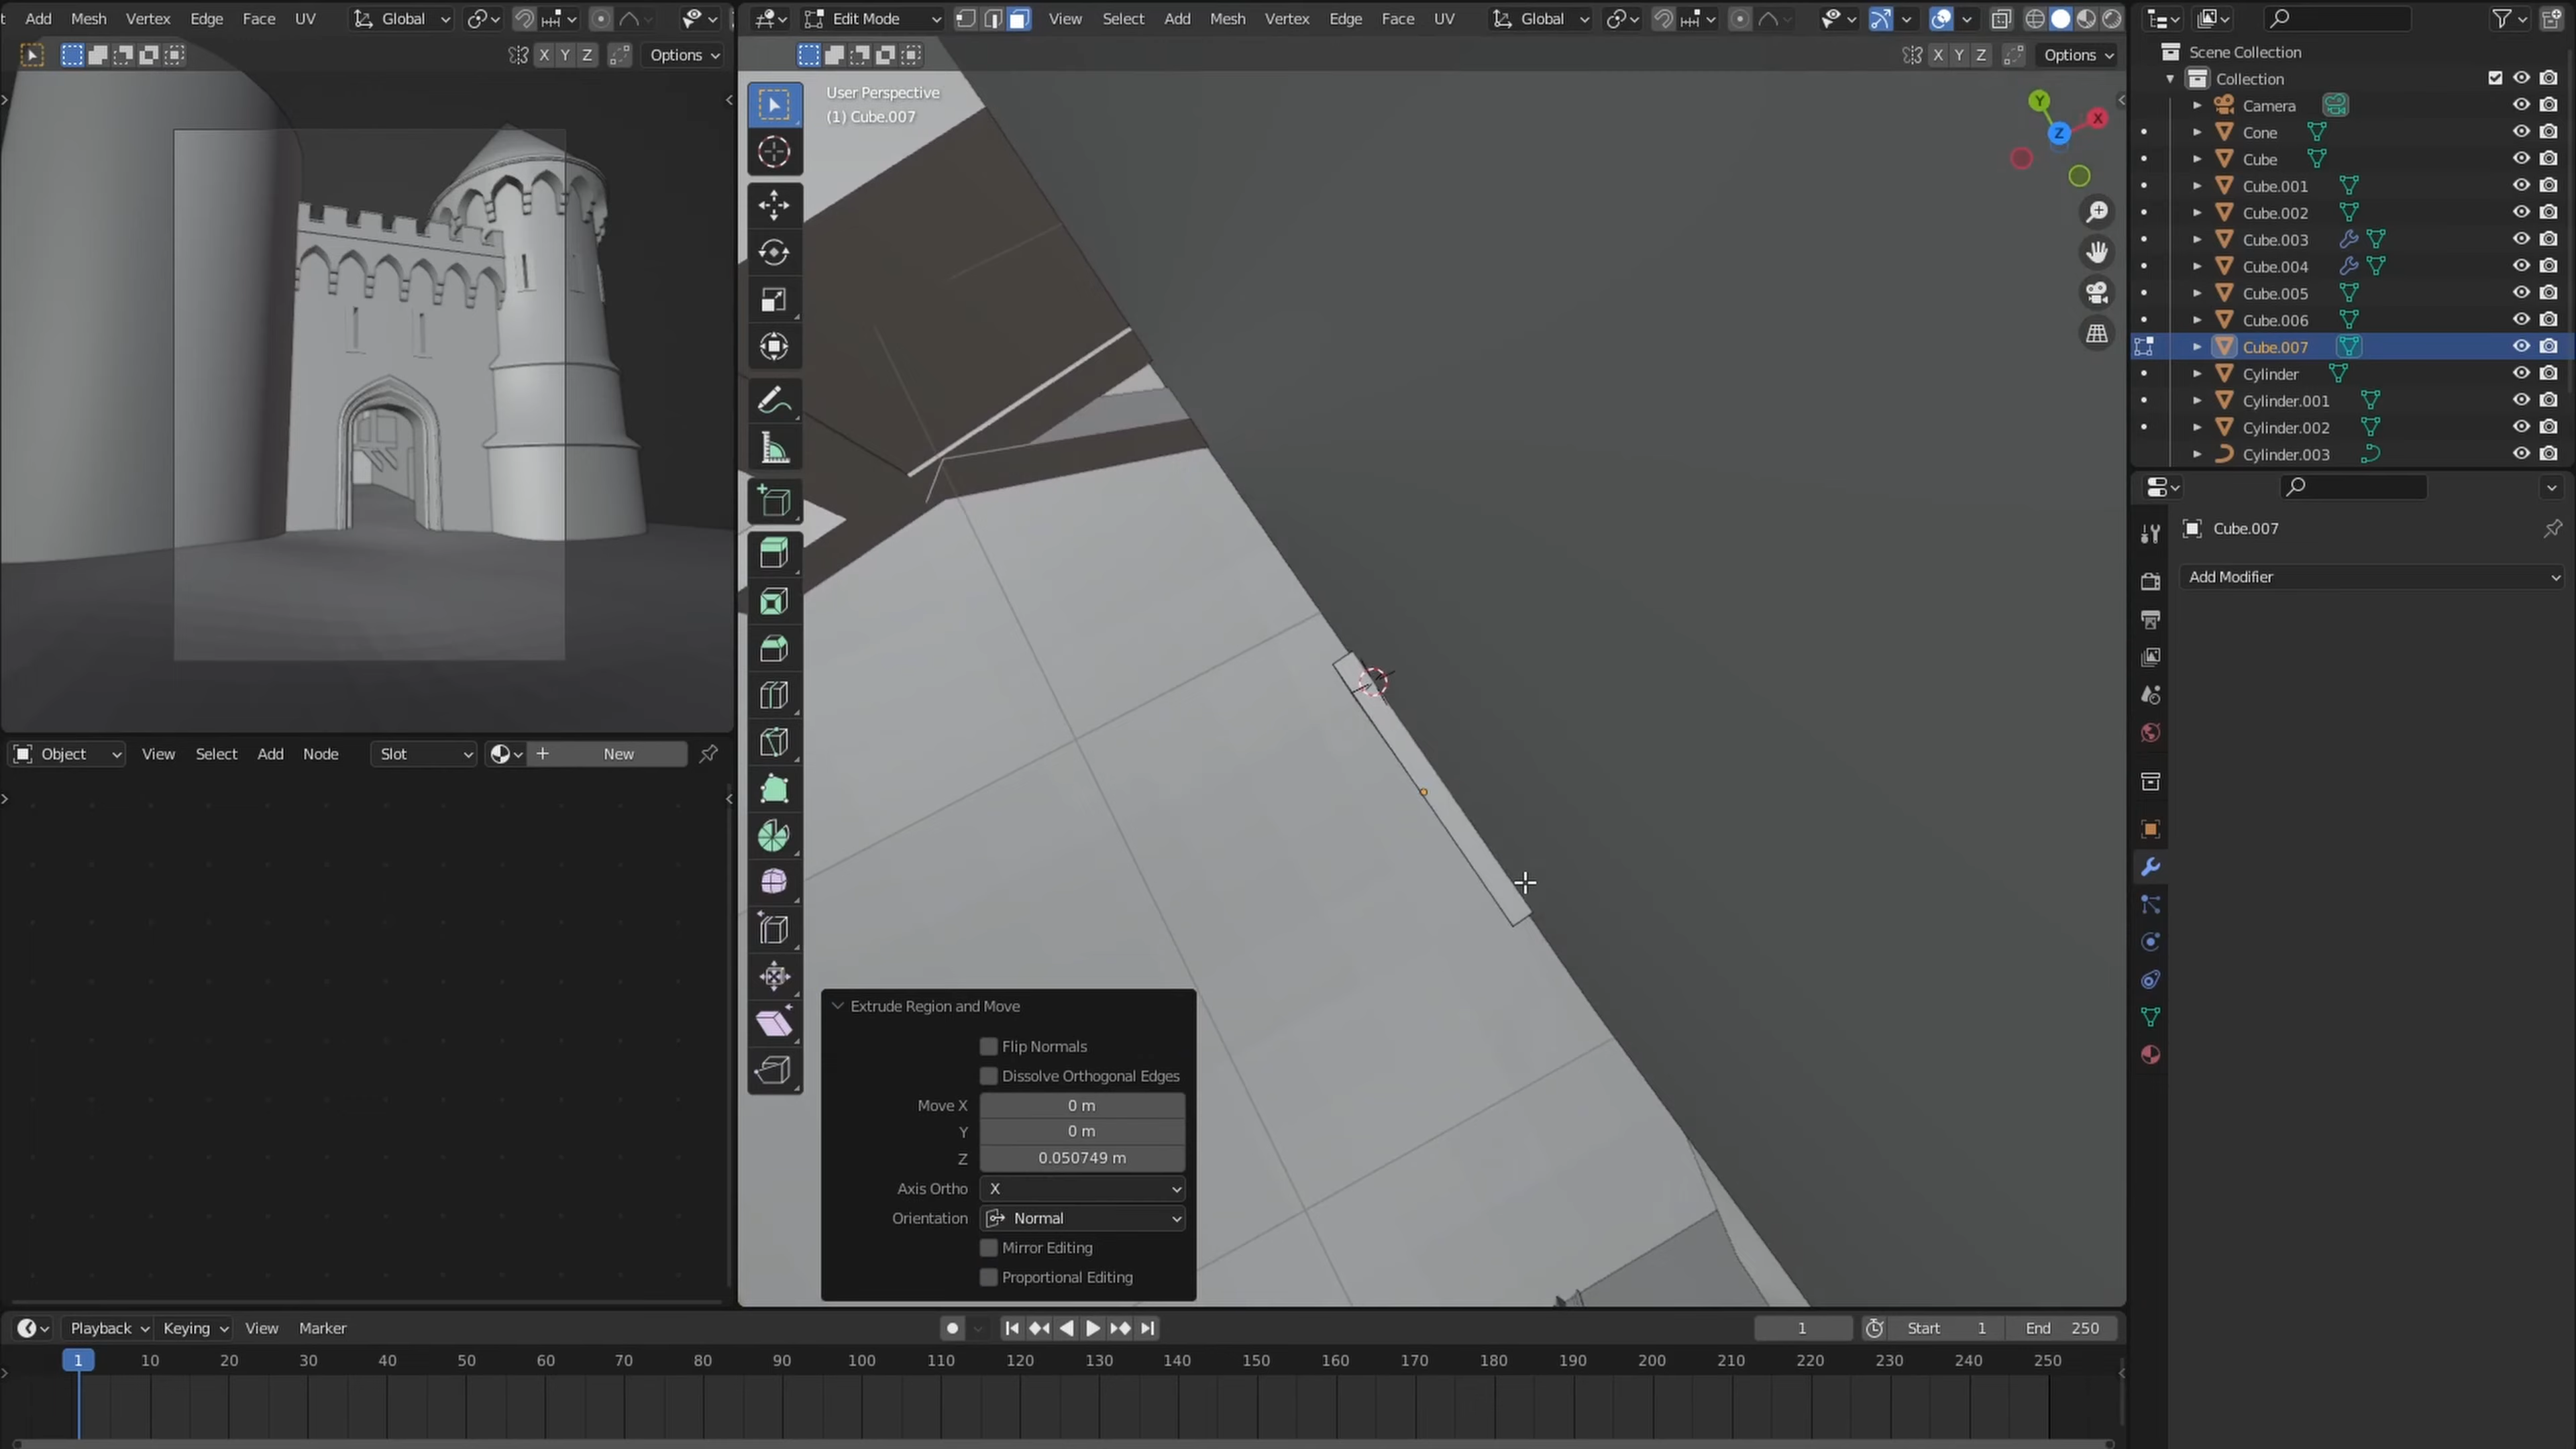 Add Mesh Vertex Edge Face UV Global
Options
X Y Z
Edit Mode View Select Add Mesh Vertex Edge Face UV Global
X Y Z Options
User Perspective
(1) Cube.007
Y
X
Z
Scene Collection
Collection
Camera
Cone
Cube
Cube.001
Cube.002
Cube.003
Cube.004
Cube.005
Cube.006
Cube.007
Cylinder
Cylinder.001
Cylinder.002
Cylinder.003
Cube.007
Add Modifier
Object View Select Add Node Slot New
Extrude Region and Move
Flip Normals
Dissolve Orthogonal Edges
Move X 0 m
Y 0 m
Z 0.050749 m
Axis Ortho X
Orientation Normal
Mirror Editing
Proportional Editing
Playback Keying View Marker
1 Start 1 End 250
1 10 20 30 40 50 60 70 80 90 100 110 120 130 140 150 160 170 180 190 200 210 220 230 240 250